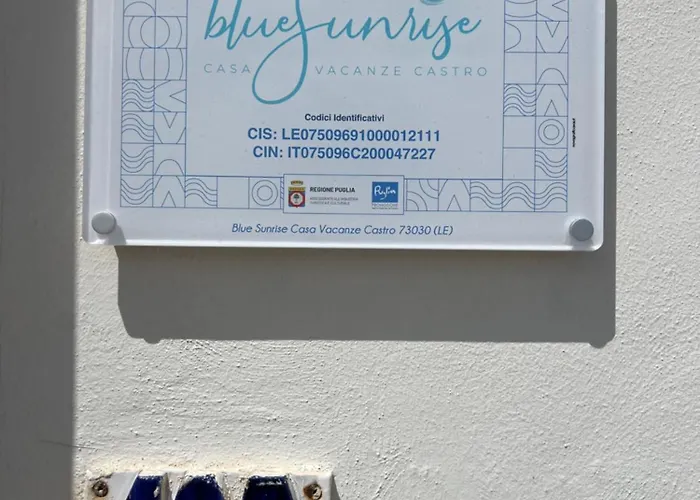 blueSunrise
CASA VACANZE CASTRO
Codici Identificativi
CIS: LE07509691000012111
CIN: IT075096C200047227
REGIONE PUGLIA
Puglia
Blue Sunrise Casa Vacanze Castro 73030 (LE)